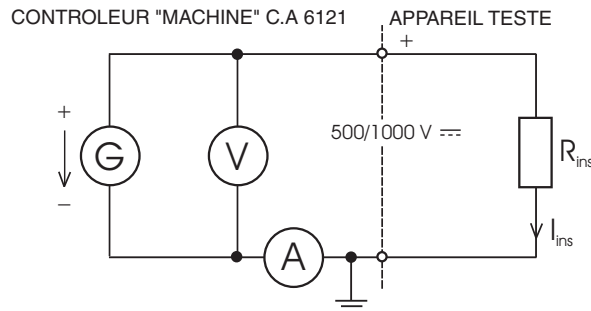 CONTROLEUR "MACHINE" C.A 6121
APPAREIL TESTE
+
+
G
V
500/1000 V ⎓
R ins
−
A
I ins